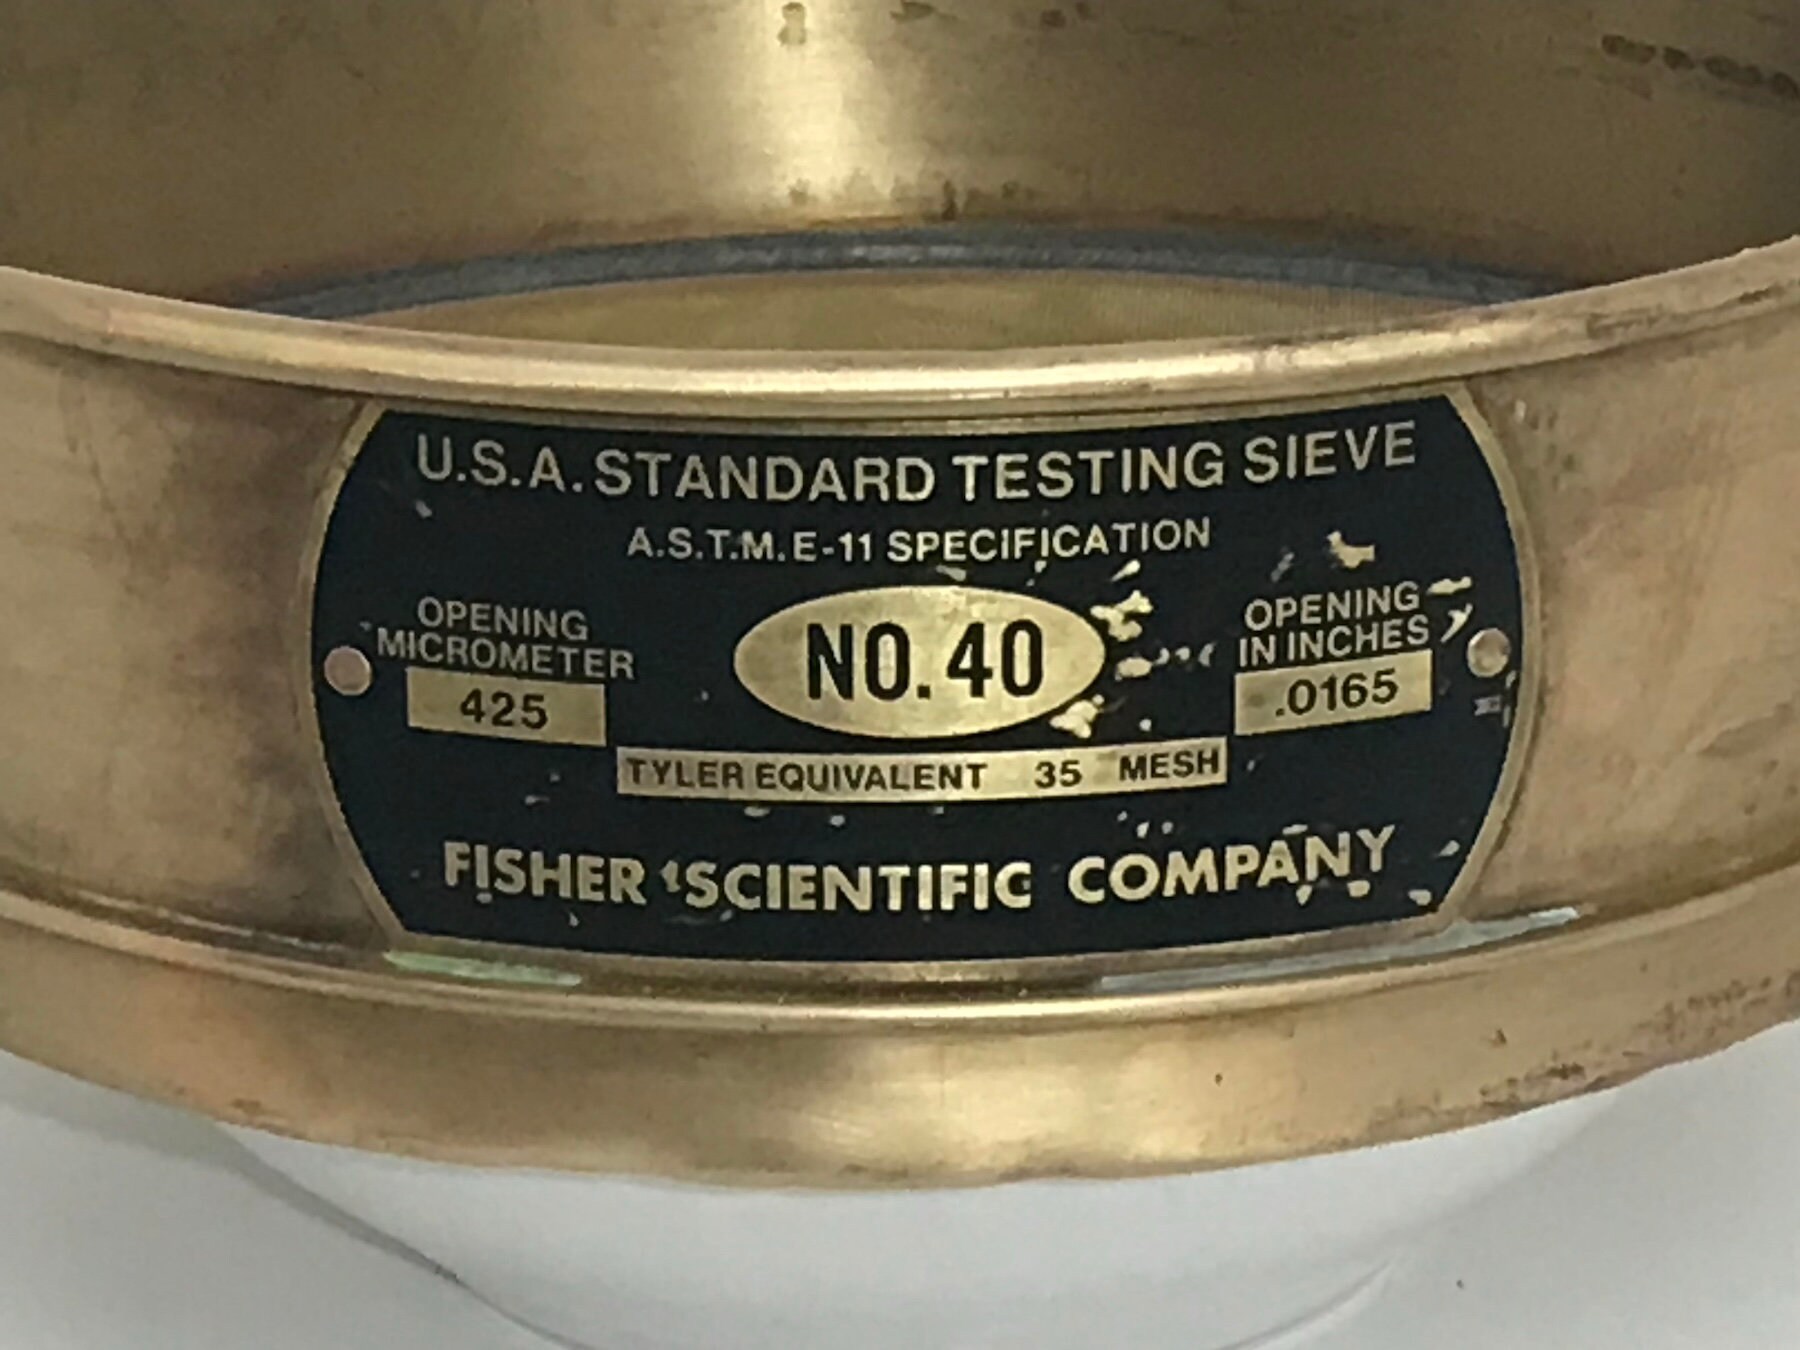 U.S.A. STANDARD TESTING SIEVE
A.S.T.M. E-11 SPECIFICATION
OPENING
MICROMETER
425
NO. 40
OPENING
IN INCHES
.0165
TYLER EQUIVALENT 35 MESH
FISHER SCIENTIFIC COMPANY